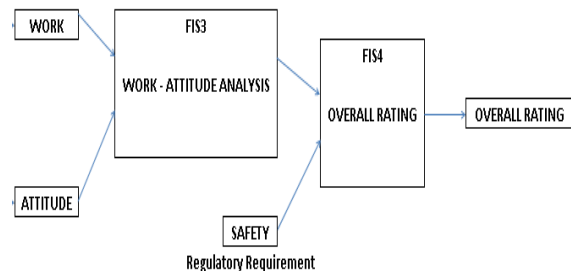 WORK
FIS3
WORK - ATTITUDE ANALYSIS
FIS4
OVERALL RATING
OVERALL RATING
ATTITUDE
SAFETY
Regulatory Requirement